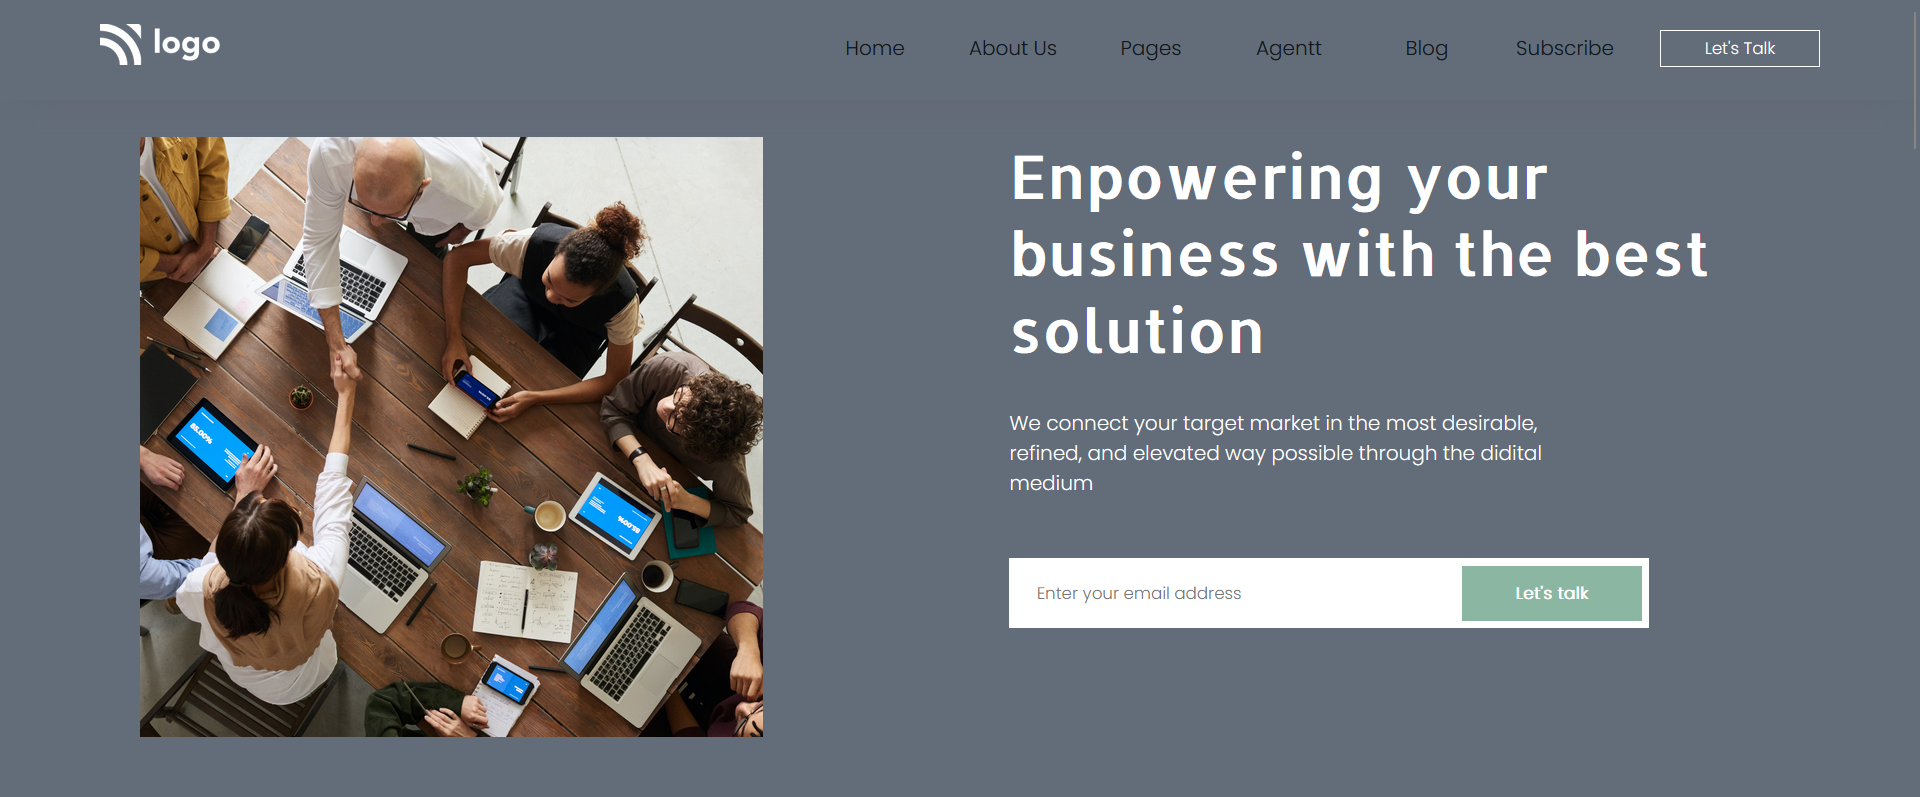 logo
Home About Us Pages Agentt Blog Subscribe Let's Talk
Enpowering your
business with the best
solution
We connect your target market in the most desirable,
refined, and elevated way possible through the didital
medium
Enter your email address Let's talk
85.00%